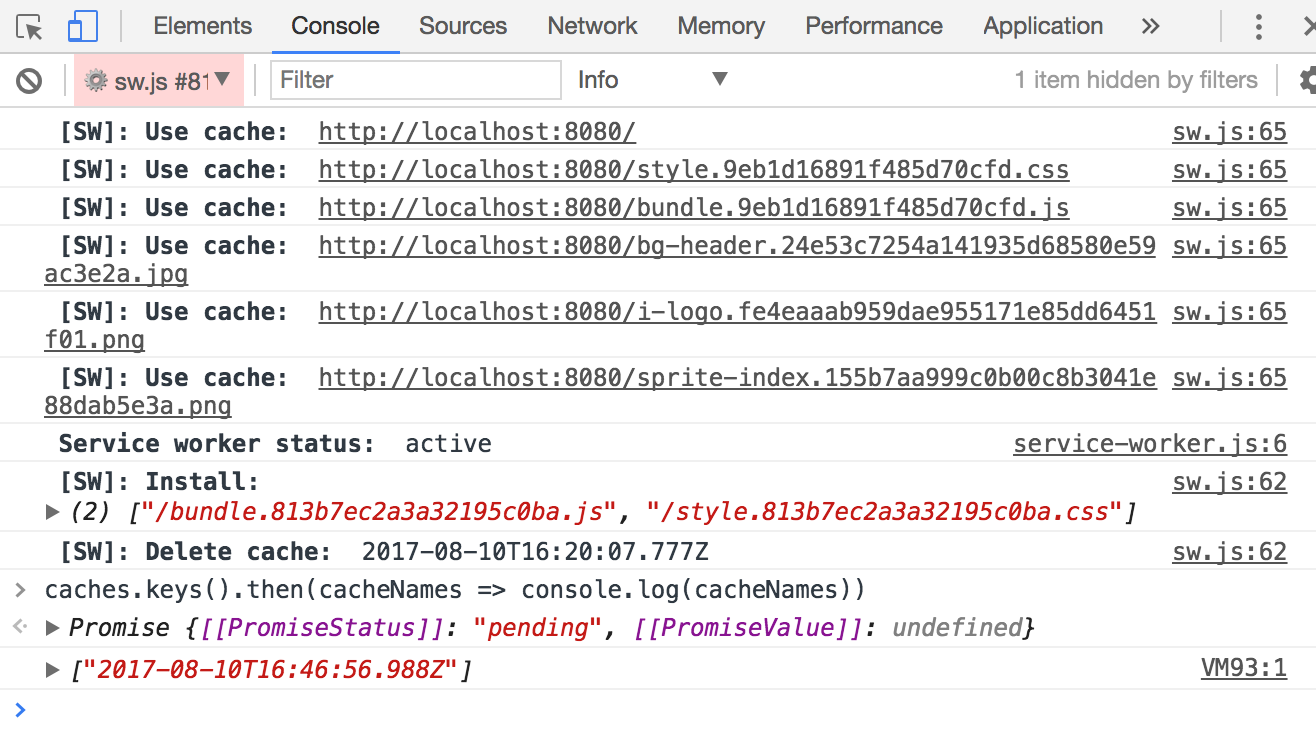 Elements Console Sources Network Memory Performance Application »
sw.js #81 ▼ Filter Info ▼ 1 item hidden by filters
[SW]: Use cache: http://localhost:8080/ sw.js:65
[SW]: Use cache: http://localhost:8080/style.9eb1d16891f485d70cfd.css sw.js:65
[SW]: Use cache: http://localhost:8080/bundle.9eb1d16891f485d70cfd.js sw.js:65
[SW]: Use cache: http://localhost:8080/bg-header.24e53c7254a141935d68580e59 sw.js:65
ac3e2a.jpg
[SW]: Use cache: http://localhost:8080/i-logo.fe4eaaab959dae955171e85dd6451 sw.js:65
f01.png
[SW]: Use cache: http://localhost:8080/sprite-index.155b7aa999c0b00c8b3041e sw.js:65
88dab5e3a.png
Service worker status: active service-worker.js:6
[SW]: Install: sw.js:62
▶ (2) ["/bundle.813b7ec2a3a32195c0ba.js", "/style.813b7ec2a3a32195c0ba.css"]
[SW]: Delete cache: 2017-08-10T16:20:07.777Z sw.js:62
> caches.keys().then(cacheNames => console.log(cacheNames))
▶ Promise {[[PromiseStatus]]: "pending", [[PromiseValue]]: undefined}
▶ ["2017-08-10T16:46:56.988Z"] VM93:1
>